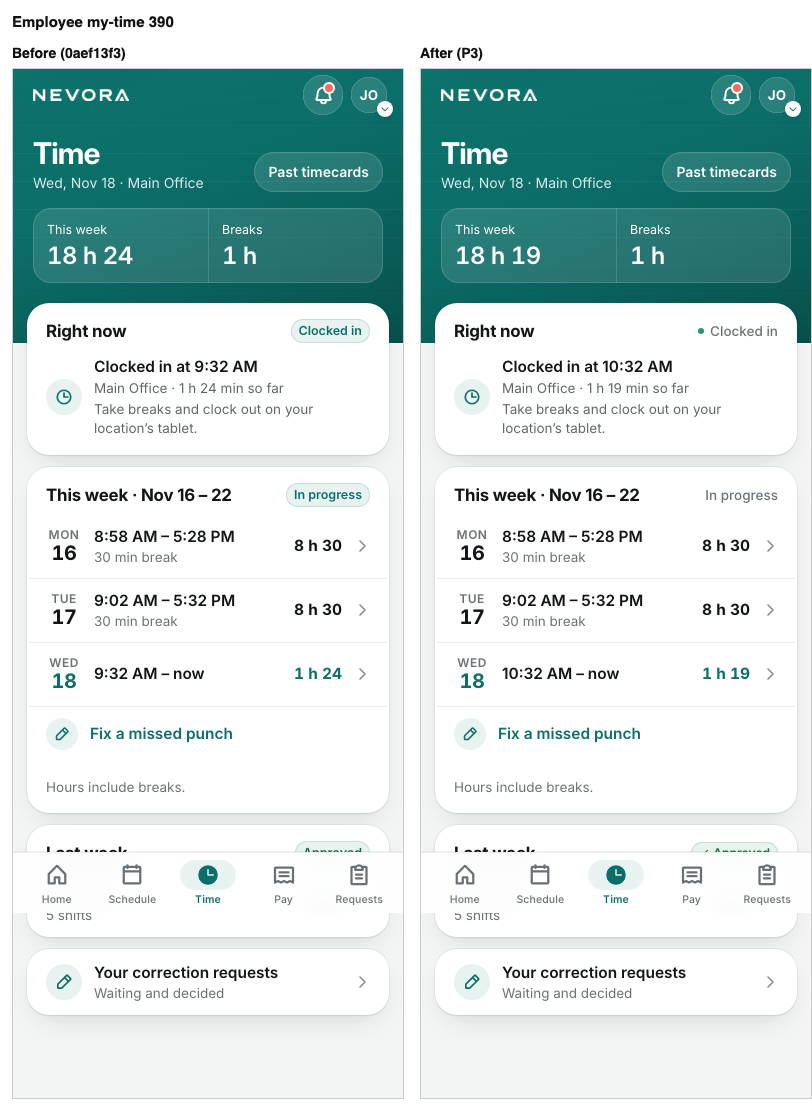 Employee my-time 390
Before (0aef13f3)
NEVORA
JO
Time
Wed, Nov 18 · Main Office
Past timecards
This week
18 h 24
Breaks
1 h
Right now
Clocked in
Clocked in at 9:32 AM
Main Office · 1 h 24 min so far
Take breaks and clock out on your
location’s tablet.
This week · Nov 16 – 22
In progress
MON
16
8:58 AM – 5:28 PM
30 min break
8 h 30
TUE
17
9:02 AM – 5:32 PM
30 min break
8 h 30
WED
18
9:32 AM – now
1 h 24
Fix a missed punch
Hours include breaks.
Last week
Approved
Home
Schedule
Time
Pay
Requests
5 shifts
Your correction requests
Waiting and decided
After (P3)
NEVORA
JO
Time
Wed, Nov 18 · Main Office
Past timecards
This week
18 h 19
Breaks
1 h
Right now
Clocked in
Clocked in at 10:32 AM
Main Office · 1 h 19 min so far
Take breaks and clock out on your
location’s tablet.
This week · Nov 16 – 22
In progress
MON
16
8:58 AM – 5:28 PM
30 min break
8 h 30
TUE
17
9:02 AM – 5:32 PM
30 min break
8 h 30
WED
18
10:32 AM – now
1 h 19
Fix a missed punch
Hours include breaks.
Last week
✓ Approved
Home
Schedule
Time
Pay
Requests
5 shifts
Your correction requests
Waiting and decided